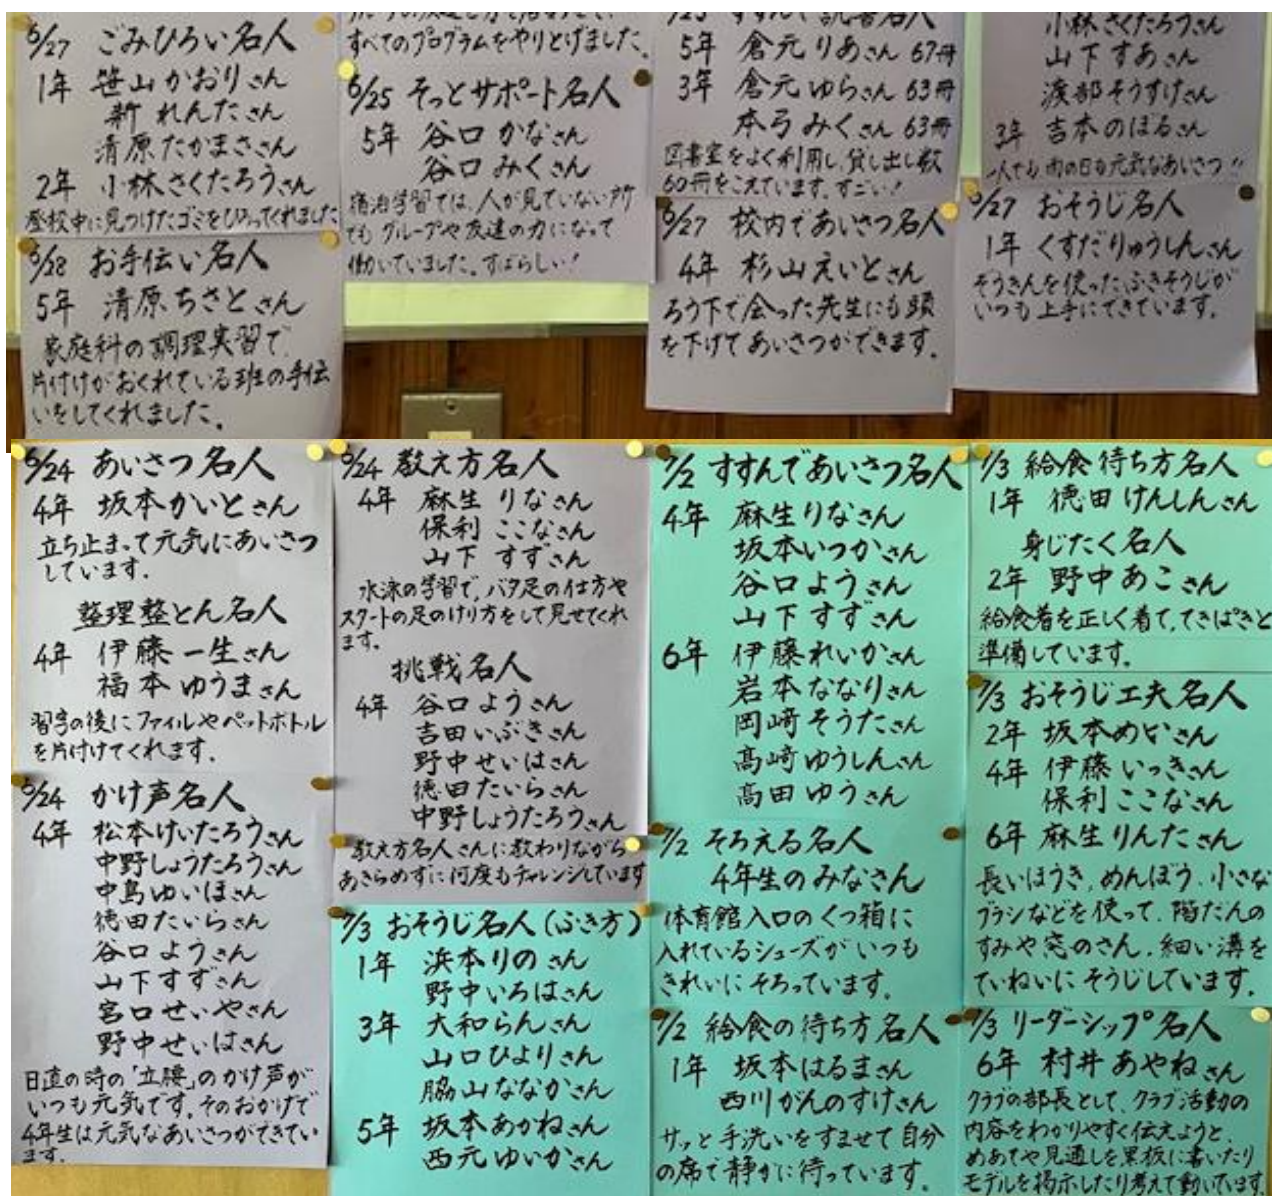 6/27 ごみひろい名人
1年 笹山かおりさん
新 れんたさん
清原たかまささん
2年 小林さくたろうさん
登校中に見つけたゴミをひろってくれました
6/28 お手伝い名人
5年 清原ちさとさん
家庭科の調理実習で、
片付けがおくれている班の手伝
いをしてくれました。
すべてのプログラムをやりとげました。
6/25 そっとサポート名人
5年 谷口かなさん
谷口みくさん
宿泊学習では、人が見ていない所
でもグループや友達の力になって
働いていました。すばらしい!
すすんで読書名人
5年 倉元りあさん 67冊
3年 倉元ゆらさん 63冊
本弓みくさん 63冊
図書室をよく利用し、貸し出し数
60冊をこえています。すごい!
6/27 校内であいさつ名人
4年 杉山えいとさん
ろう下で会った先生にも頭
を下げてあいさつができます。
小林さくたろうさん
山下すあさん
渡部そうすけさん
3年 吉本のほるさん
一人でも雨の日も元気なあいさつ!!
6/27 おそうじ名人
1年 くすだりゅうしんさん
ぞうきんを使ったふきそうじが
いつも上手にできています。
6/24 あいさつ名人
4年 坂本かいとさん
立ち止まって元気にあいさつ
しています。
整理整とん名人
4年 伊藤一生さん
福本ゆうまさん
習字の後にファイルやペットボトル
を片付けてくれます。
6/24 かけ声名人
4年 松本けいたろうさん
中野しょうたろうさん
中島ゆいほさん
徳田たいらさん
谷口ようさん
山下すずさん
宮口せいやさん
野中せいはさん
日直の時の「立腰」のかけ声が
いつも元気です。そのおかげで
4年生は元気なあいさつができてい
ます。
6/24 教え方名人
4年 麻生りなさん
保利ここなさん
山下すずさん
水泳の学習で、バタ足の仕方や
スタートの足のけり方をして見せてくれ
ます。
挑戦名人
4年 谷口ようさん
吉田いぶきさん
野中せいはさん
徳田たいらさん
中野しょうたろうさん
教え方名人さんに教わりながら
あきらめずに何度もチャレンジしています
7/3 おそうじ名人(ふき方)
1年 浜本りのさん
野中いろはさん
3年 大和らんさん
山口ひよりさん
脇山ななかさん
5年 坂本あかねさん
西元ゆいかさん
7/2 すすんであいさつ名人
4年 麻生りなさん
坂本いつかさん
谷口ようさん
山下すずさん
6年 伊藤れいかさん
岩本ななりさん
岡﨑そうたさん
髙﨑ゆうしんさん
髙田ゆうさん
7/2 そろえる名人
4年生のみなさん
体育館入口のくつ箱に
入れているシューズがいつも
きれいにそろっています。
7/2 給食の待ち方名人
1年 坂本はるまさん
西川がんのすけさん
サッと手洗いをすませて自分
の席で静かに待っています。
7/3 給食待ち方名人
1年 徳田けんしんさん
身じたく名人
2年 野中あこさん
給食着を正しく着て、てきぱきと
準備しています。
7/3 おそうじ工夫名人
2年 坂本めいさん
4年 伊藤いっきさん
保利ここなさん
6年 麻生りんたさん
長いほうき、めんぼう、小さな
ブラシなどを使って、階だんの
すみや窓のさん、細い溝を
ていねいにそうじしています。
7/3 リーダーシップ名人
6年 村井あやねさん
クラブの部長として、クラブ活動の
内容をわかりやすく伝えようと、
めあてや見通しを黒板に書いたり
モデルを掲示したり考えて動いています